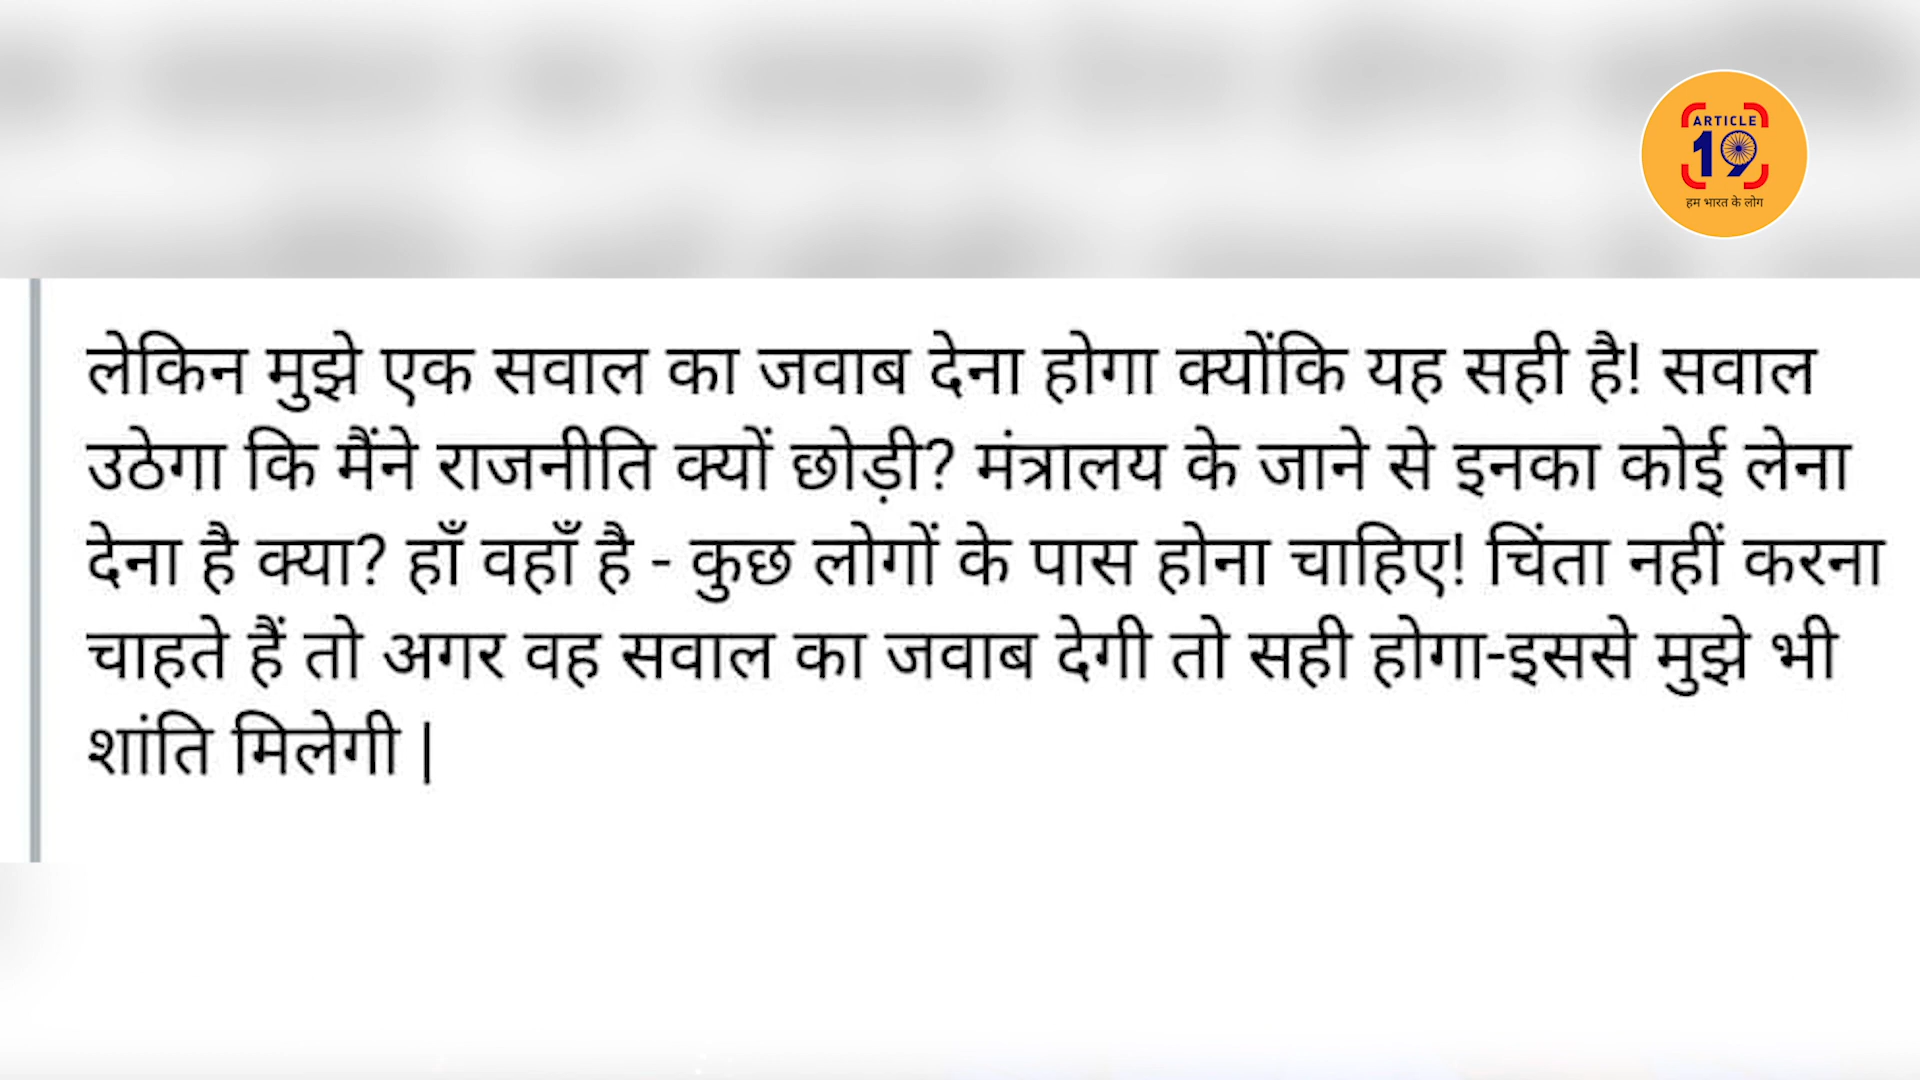 ARTICLE
19
हम भारत के लोग
लेकिन मुझे एक सवाल का जवाब देना होगा क्योंकि यह सही है! सवाल
उठेगा कि मैंने राजनीति क्यों छोड़ी? मंत्रालय के जाने से इनका कोई लेना
देना है क्या? हाँ वहाँ है - कुछ लोगों के पास होना चाहिए! चिंता नहीं करना
चाहते हैं तो अगर वह सवाल का जवाब देगी तो सही होगा-इससे मुझे भी
शांति मिलेगी |